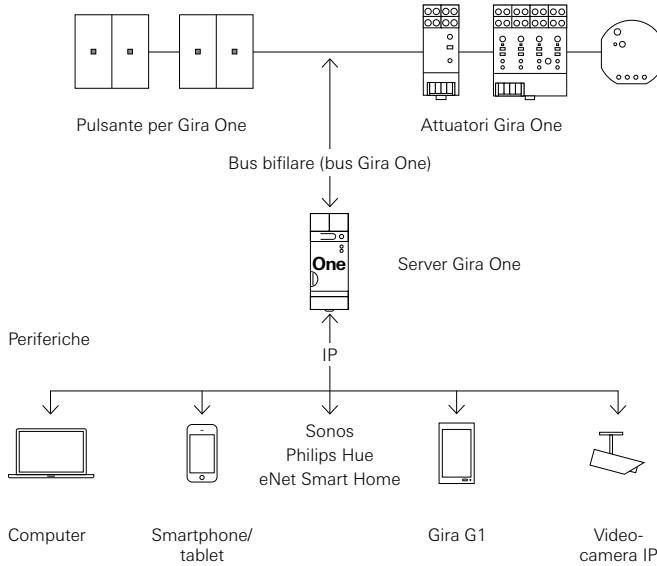 Pulsante per Gira One
Attuatori Gira One
Bus bifilare (bus Gira One)
One
Server Gira One
Periferiche
IP
Sonos
Philips Hue
eNet Smart Home
Computer
Smartphone/
tablet
Gira G1
Video-
camera IP